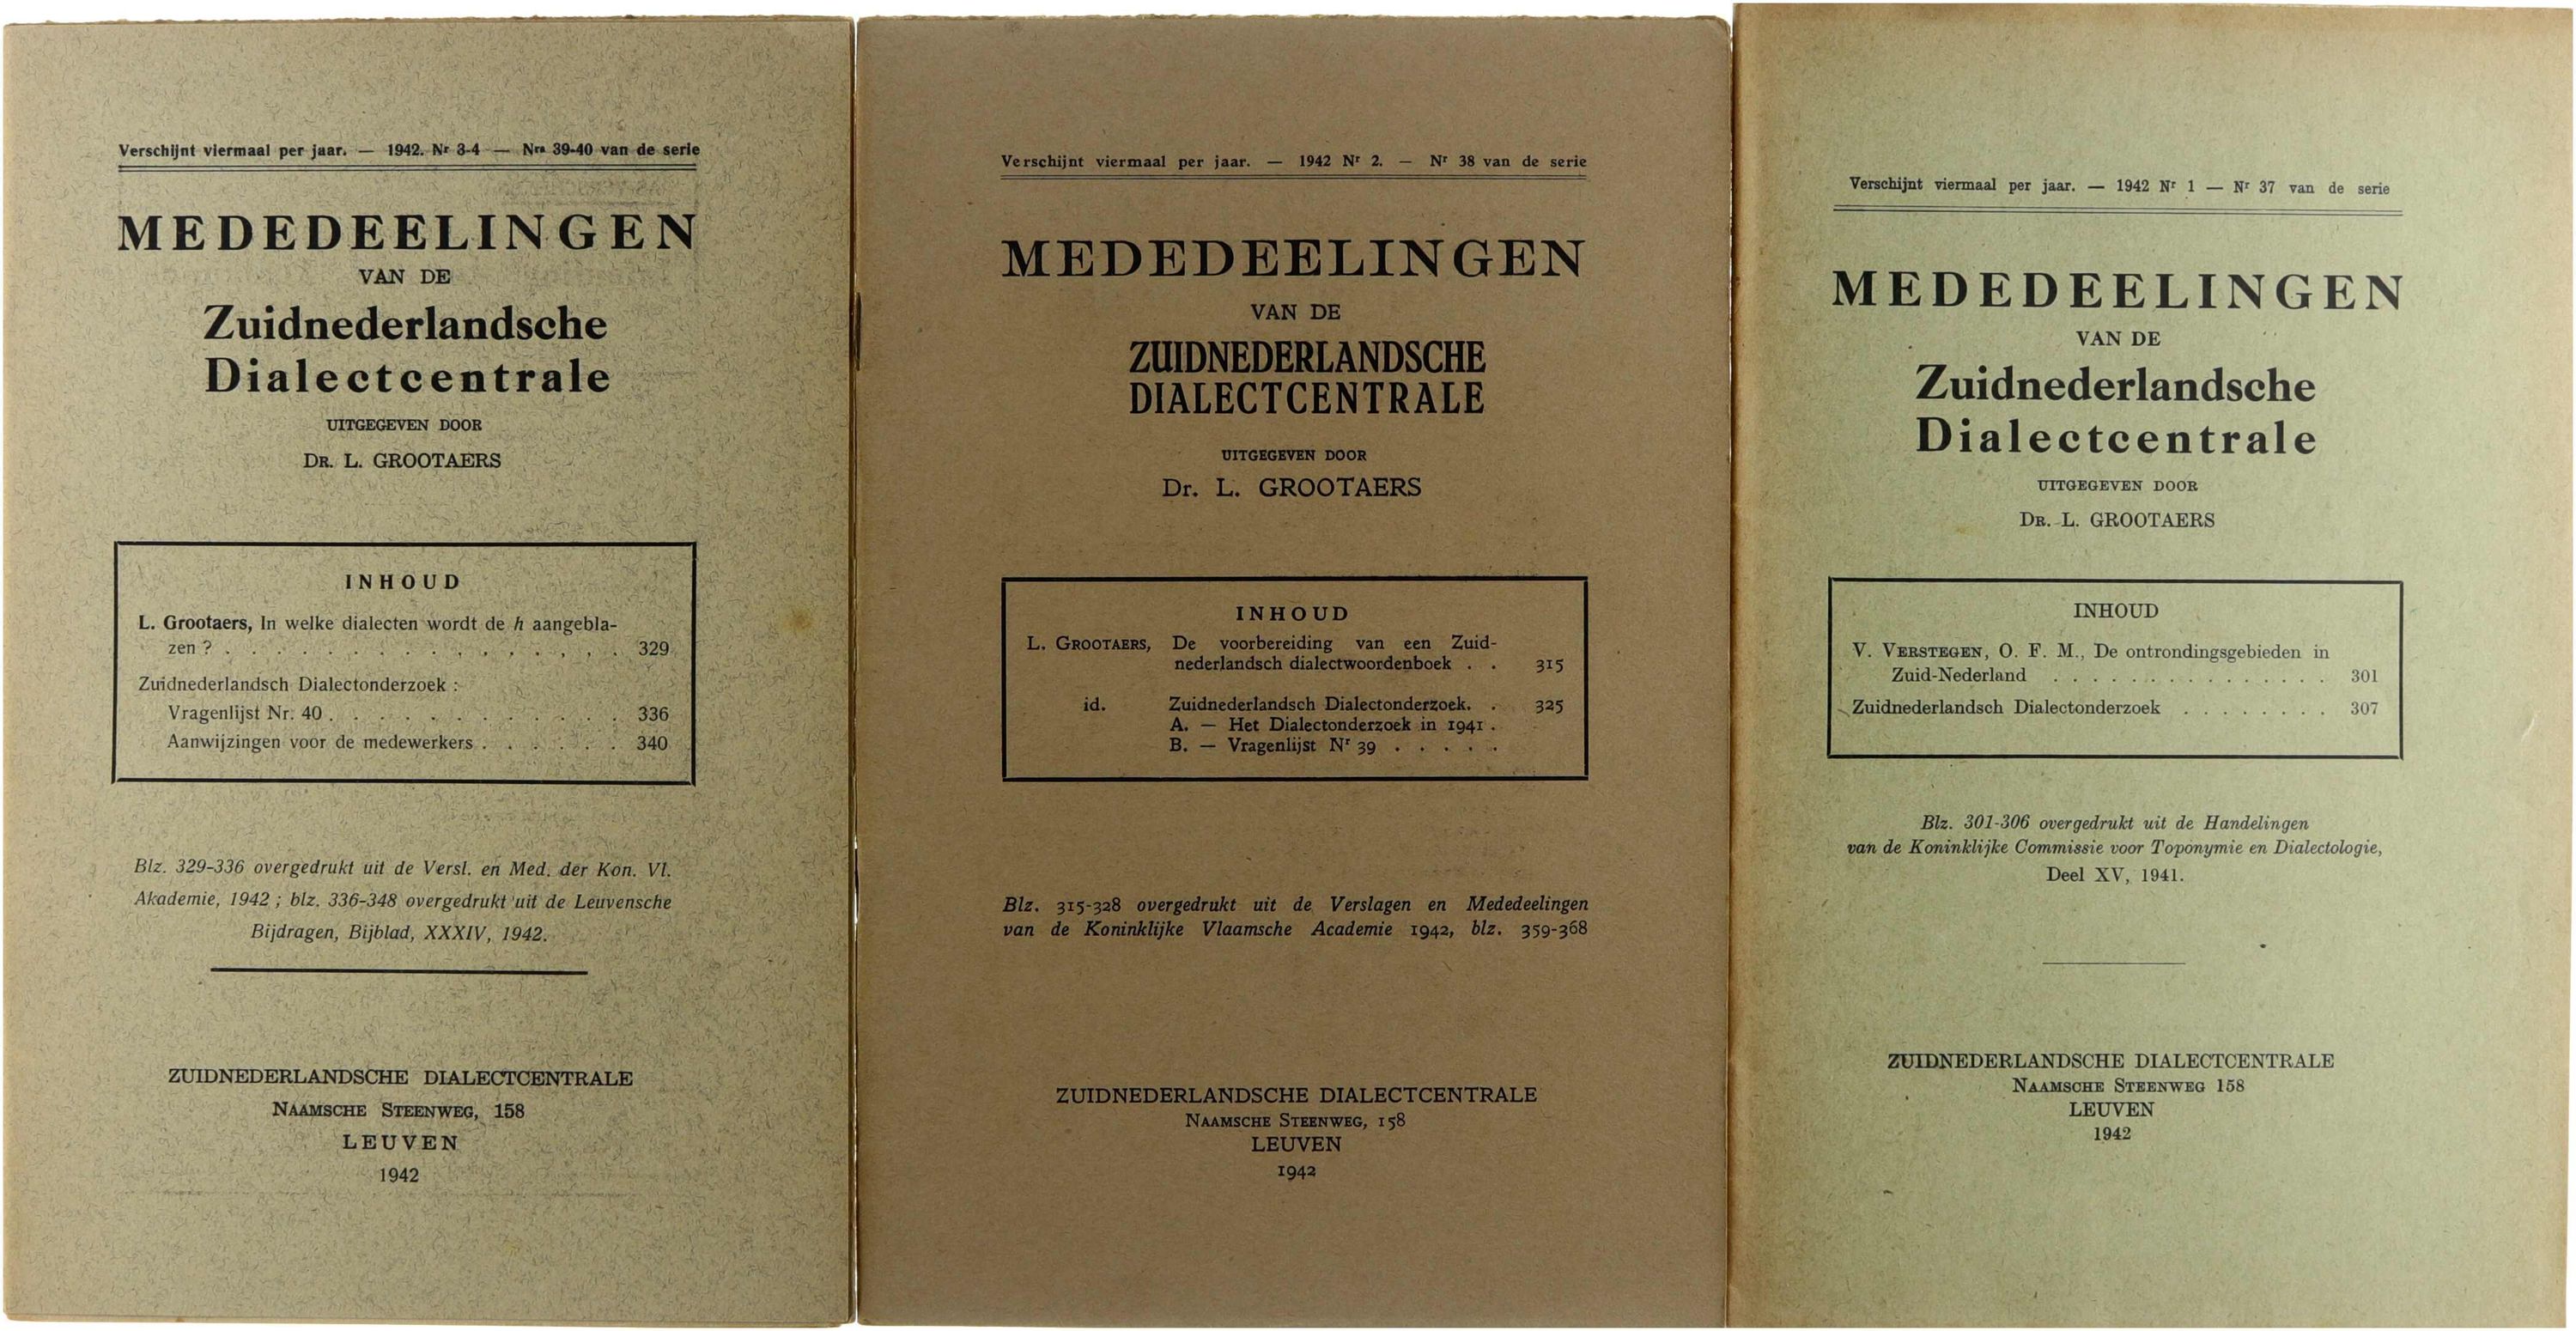 Verschijnt viermaal per jaar. — 1942. Nr 3-4 — Nrs 39-40 van de serie
MEDEDEELINGEN
VAN DE
Zuidnederlandsche
Dialectcentrale
UITGEGEVEN DOOR
DR. L. GROOTAERS
INHOUD
L. Grootaers, In welke dialecten wordt de h aangebla-
zen ? . . . . . . . . . . . . . . . . 329
Zuidnederlandsch Dialectonderzoek :
Vragenlijst Nr. 40 . . . . . . . . . . . . 336
Aanwijzingen voor de medewerkers . . . . . . 340
Blz. 329-336 overgedrukt uit de Versl. en Med. der Kon. Vl.
Akademie, 1942 ; blz. 336-348 overgedrukt uit de Leuvensche
Bijdragen, Bijblad, XXXIV, 1942.
ZUIDNEDERLANDSCHE DIALECTCENTRALE
NAAMSCHE STEENWEG, 158
LEUVEN
1942
Verschijnt viermaal per jaar. — 1942 Nr 2. — Nr 38 van de serie
MEDEDEELINGEN
VAN DE
ZUIDNEDERLANDSCHE
DIALECTCENTRALE
UITGEGEVEN DOOR
Dr. L. GROOTAERS
INHOUD
L. GROOTAERS, De voorbereiding van een Zuid-
nederlandsch dialectwoordenboek . . 315
id. Zuidnederlandsch Dialectonderzoek. . 325
A. — Het Dialectonderzoek in 1941 .
B. — Vragenlijst Nr 39 . . . . .
Blz. 315-328 overgedrukt uit de Verslagen en Mededeelingen
van de Koninklijke Vlaamsche Academie 1942, blz. 359-368
ZUIDNEDERLANDSCHE DIALECTCENTRALE
NAAMSCHE STEENWEG, 158
LEUVEN
1942
Verschijnt viermaal per jaar. — 1942 Nr 1 — Nr 37 van de serie
MEDEDEELINGEN
VAN DE
Zuidnederlandsche
Dialectcentrale
UITGEGEVEN DOOR
DR. L. GROOTAERS
INHOUD
V. VERSTEGEN, O. F. M., De ontrondingsgebieden in
Zuid-Nederland . . . . . . . . . . . . . . . 301
Zuidnederlandsch Dialectonderzoek . . . . . . . . 307
Blz. 301-306 overgedrukt uit de Handelingen
van de Koninklijke Commissie voor Toponymie en Dialectologie,
Deel XV, 1941.
ZUIDNEDERLANDSCHE DIALECTCENTRALE
NAAMSCHE STEENWEG 158
LEUVEN
1942